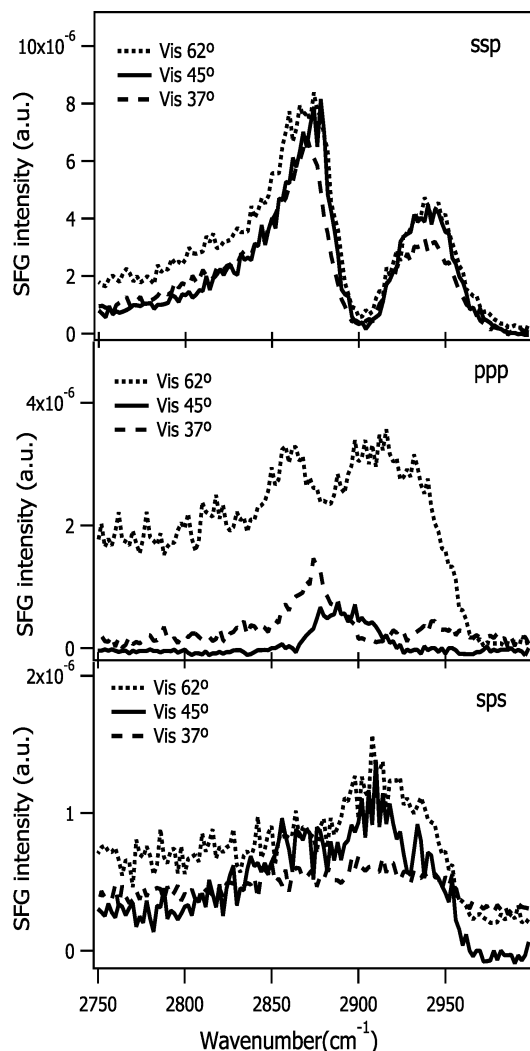 10x10⁻⁶
8
6
4
2
0
SFG intensity (a.u.)
Vis 62º
Vis 45º
Vis 37º
ssp
4x10⁻⁶
2
0
SFG intensity (a.u.)
Vis 62º
Vis 45º
Vis 37º
ppp
2x10⁻⁶
1
0
SFG intensity (a.u.)
Vis 62º
Vis 45º
Vis 37º
sps
2750 2800 2850 2900 2950
Wavenumber(cm⁻¹)